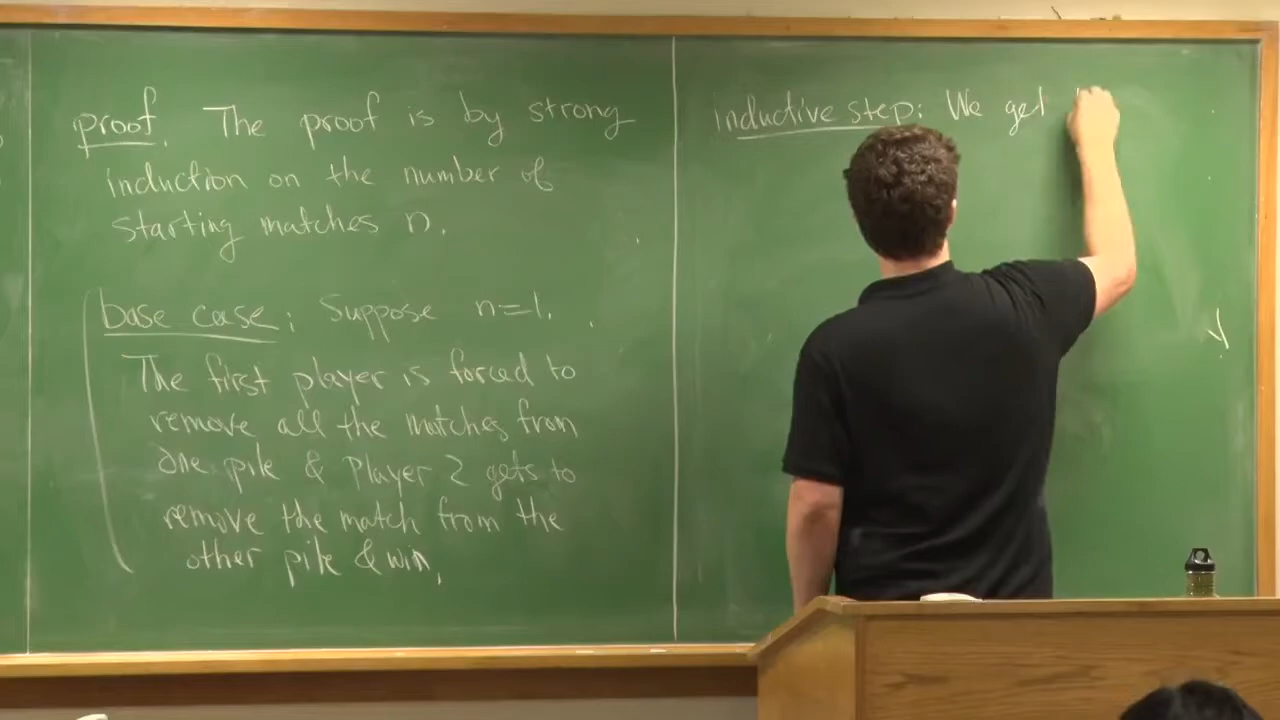 proof. The proof is by strong
induction on the number of
starting matches n.
base case: Suppose n=1.
The first player is forced to
remove all the matches from
one pile & player 2 gets to
remove the match from the
other pile & win.
inductive step: We get